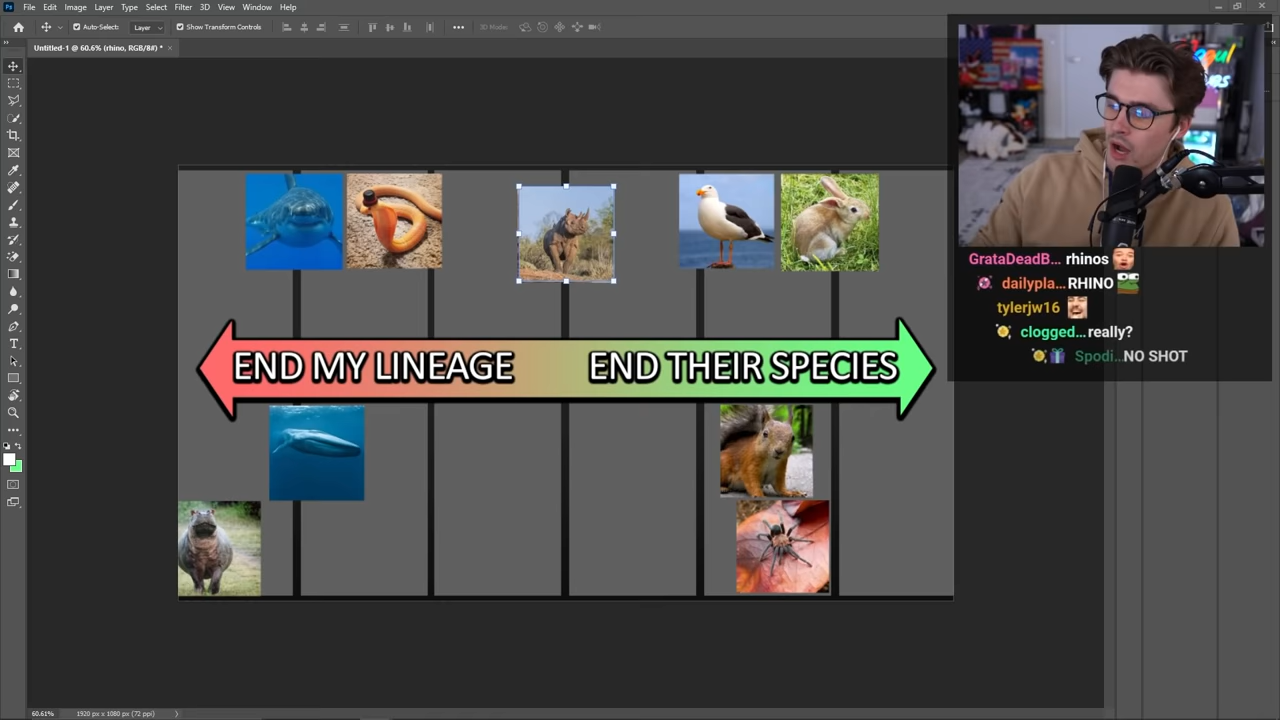 File Edit Image Layer Type Select Filter 3D View Window Help
Auto-Select: Layer Show Transform Controls 3D Mode:
Untitled-1 @ 60.6% (rhino, RGB/8#) *
GrataDeadB... rhinos
dailypla... RHINO
tylerjw16
clogged... really?
Spodi... NO SHOT
END MY LINEAGE END THEIR SPECIES
60.61% 1920 px x 1080 px (72 ppi)